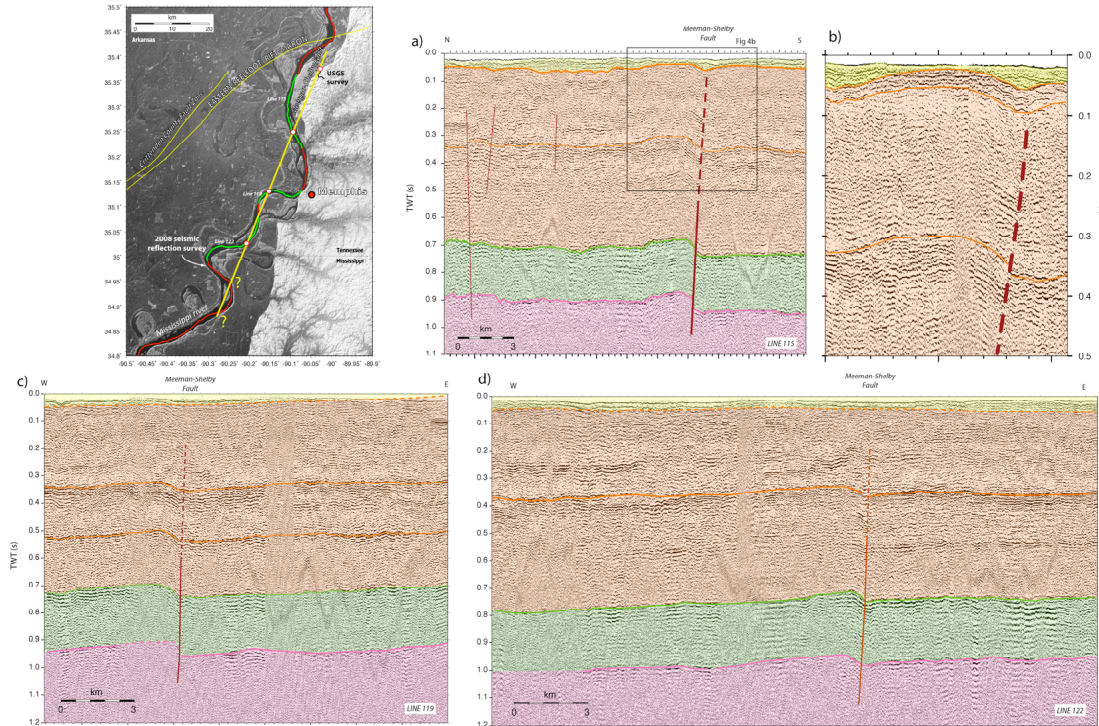 km
0 10 20
Arkansas
35.5°
35.45°
35.4°
35.35°
35.3°
35.25°
35.2°
35.15°
35.1°
35.05°
35°
34.95°
34.9°
34.85°
34.8°
EASTERN REELFOOT RIFT MARGIN
Crittenden County Fault Zone
USGS
survey
Line 115
Memphis
Line 119
Line 122
2008 seismic
reflection survey
Tennessee
Mississippi
?
?
Mississippi river
-90.5° -90.45° -90.4° -90.35° -90.3° -90.25° -90.2° -90.15° -90.1° -90.05° -90° -89.95° -89.9°
a)
Meeman-Shelby
Fault
N
Fig 4b
S
0.0
0.1
0.2
0.3
0.4
0.5
0.6
0.7
0.8
0.9
1.0
1.1
TWT (s)
km
0 3
LINE 115
b)
0.0
0.1
0.2
0.3
0.4
0.5
c)
W
Meeman-Shelby
Fault
E
0.0
0.1
0.2
0.3
0.4
0.5
0.6
0.7
0.8
0.9
1.0
1.1
1.2
TWT (s)
km
0 3
LINE 119
d)
W
Meeman-Shelby
Fault
E
0.0
0.1
0.2
0.3
0.4
0.5
0.6
0.7
0.8
0.9
1.0
1.1
1.2
km
0 3
LINE 122